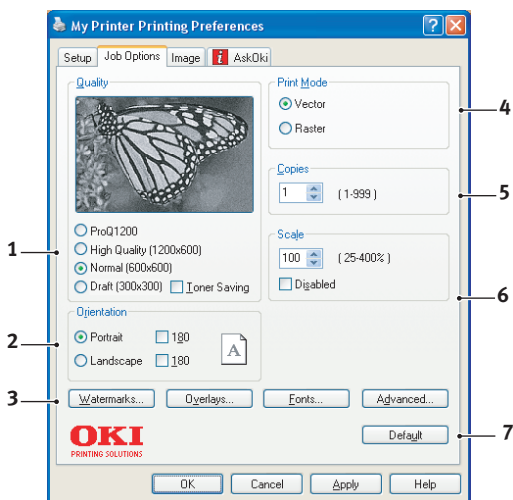 My Printer Printing Preferences
Setup Job Options Image i AskOki
Quality
ProQ1200
High Quality (1200x600)
Normal (600x600)
Draft (300x300) Toner Saving
Orientation
Portrait 180
Landscape 180
A
Print Mode
Vector
Raster
Copies
1 (1-999)
Scale
100 (25-400%)
Disabled
Watermarks... Overlays... Fonts... Advanced...
OKI
PRINTING SOLUTIONS
Default
OK Cancel Apply Help
1
2
3
4
5
6
7